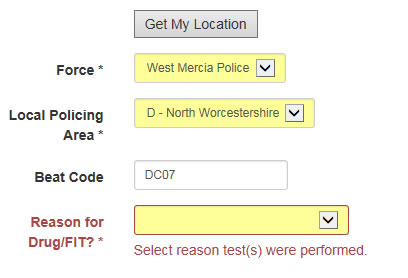 Get My Location
Force *
West Mercia Police
Local Policing
Area *
D - North Worcestershire
Beat Code
DC07
Reason for
Drug/FIT? *
Select reason test(s) were performed.